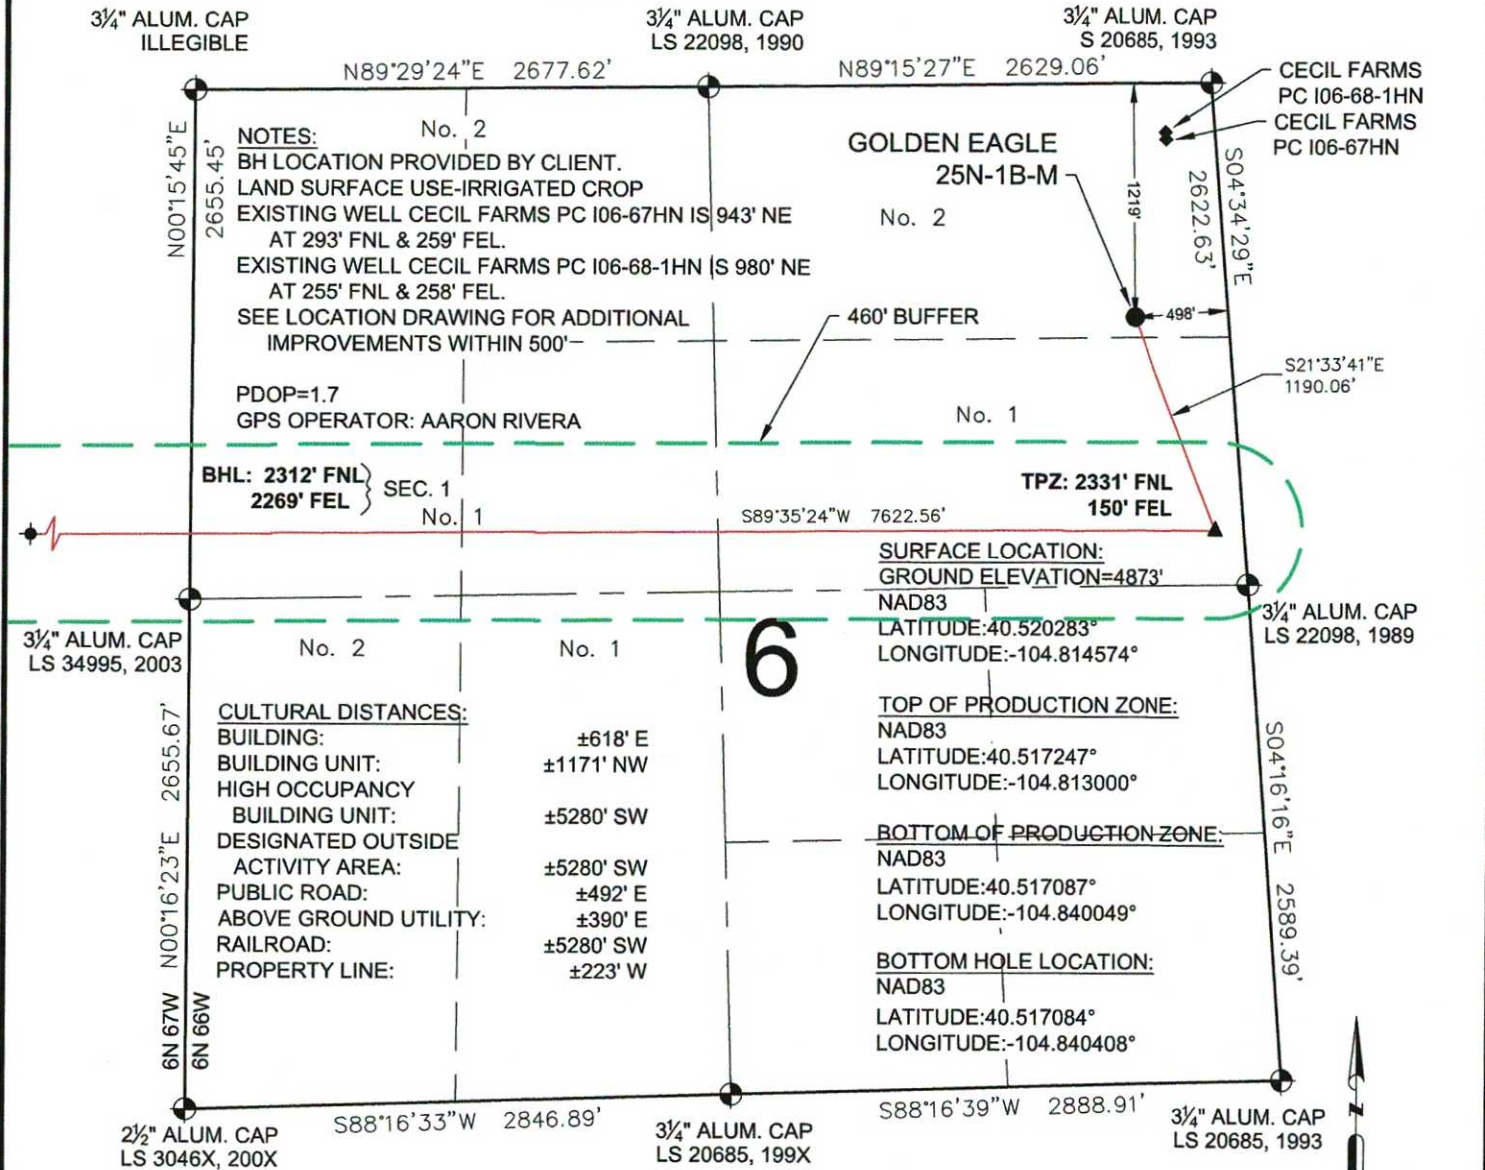 3¼" ALUM. CAP
ILLEGIBLE
3¼" ALUM. CAP
LS 22098, 1990
3¼" ALUM. CAP
S 20685, 1993
N89°29'24"E 2677.62'
N89°15'27"E 2629.06'
CECIL FARMS
PC I06-68-1HN
CECIL FARMS
PC I06-67HN
N00°15'45"E
2655.45'
No. 2
NOTES:
BH LOCATION PROVIDED BY CLIENT.
LAND SURFACE USE-IRRIGATED CROP
EXISTING WELL CECIL FARMS PC I06-67HN IS 943' NE
AT 293' FNL & 259' FEL.
EXISTING WELL CECIL FARMS PC I06-68-1HN IS 980' NE
AT 255' FNL & 258' FEL.
SEE LOCATION DRAWING FOR ADDITIONAL
IMPROVEMENTS WITHIN 500'
PDOP=1.7
GPS OPERATOR: AARON RIVERA
GOLDEN EAGLE
25N-1B-M
No. 2
1219'
498'
S04°34'29"E
2622.63'
460' BUFFER
S21°33'41"E
1190.06'
No. 1
BHL: 2312' FNL
2269' FEL
SEC. 1
No. 1
S89°35'24"W 7622.56'
TPZ: 2331' FNL
150' FEL
SURFACE LOCATION:
GROUND ELEVATION=4873'
NAD83
LATITUDE:40.520283°
LONGITUDE:-104.814574°
3¼" ALUM. CAP
LS 34995, 2003
3¼" ALUM. CAP
LS 22098, 1989
No. 2
No. 1
6
CULTURAL DISTANCES:
BUILDING: ±618' E
BUILDING UNIT: ±1171' NW
HIGH OCCUPANCY
BUILDING UNIT: ±5280' SW
DESIGNATED OUTSIDE
ACTIVITY AREA: ±5280' SW
PUBLIC ROAD: ±492' E
ABOVE GROUND UTILITY: ±390' E
RAILROAD: ±5280' SW
PROPERTY LINE: ±223' W
TOP OF PRODUCTION ZONE:
NAD83
LATITUDE:40.517247°
LONGITUDE:-104.813000°
BOTTOM OF PRODUCTION ZONE:
NAD83
LATITUDE:40.517087°
LONGITUDE:-104.840049°
BOTTOM HOLE LOCATION:
NAD83
LATITUDE:40.517084°
LONGITUDE:-104.840408°
N00°16'23"E 2655.67'
6N 67W
6N 66W
S04°16'16"E 2589.39'
S88°16'33"W 2846.89'
S88°16'39"W 2888.91'
2½" ALUM. CAP
LS 3046X, 200X
3¼" ALUM. CAP
LS 20685, 199X
3¼" ALUM. CAP
LS 20685, 1993
N